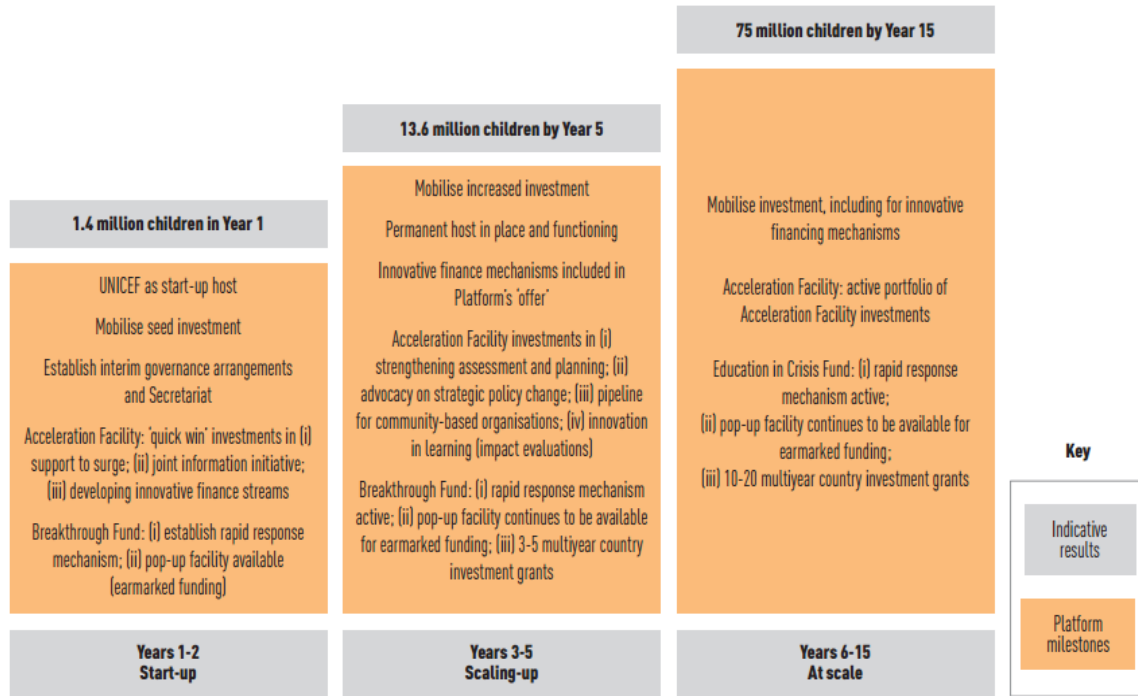 1.4 million children in Year 1
UNICEF as start-up host
Mobilise seed investment
Establish interim governance arrangements
and Secretariat
Acceleration Facility: ‘quick win’ investments in (i)
support to surge; (ii) joint information initiative;
(iii) developing innovative finance streams
Breakthrough Fund: (i) establish rapid response
mechanism; (ii) pop-up facility available
(earmarked funding)
Years 1-2
Start-up
13.6 million children by Year 5
Mobilise increased investment
Permanent host in place and functioning
Innovative finance mechanisms included in
Platform’s ‘offer’
Acceleration Facility investments in (i)
strengthening assessment and planning; (ii)
advocacy on strategic policy change; (iii) pipeline
for community-based organisations; (iv) innovation
in learning (impact evaluations)
Breakthrough Fund: (i) rapid response mechanism
active; (ii) pop-up facility continues to be available
for earmarked funding; (iii) 3-5 multiyear country
investment grants
Years 3-5
Scaling-up
75 million children by Year 15
Mobilise investment, including for innovative
financing mechanisms
Acceleration Facility: active portfolio of
Acceleration Facility investments
Education in Crisis Fund: (i) rapid response
mechanism active;
(ii) pop-up facility continues to be available for
earmarked funding;
(iii) 10-20 multiyear country investment grants
Years 6-15
At scale
Key
Indicative
results
Platform
milestones